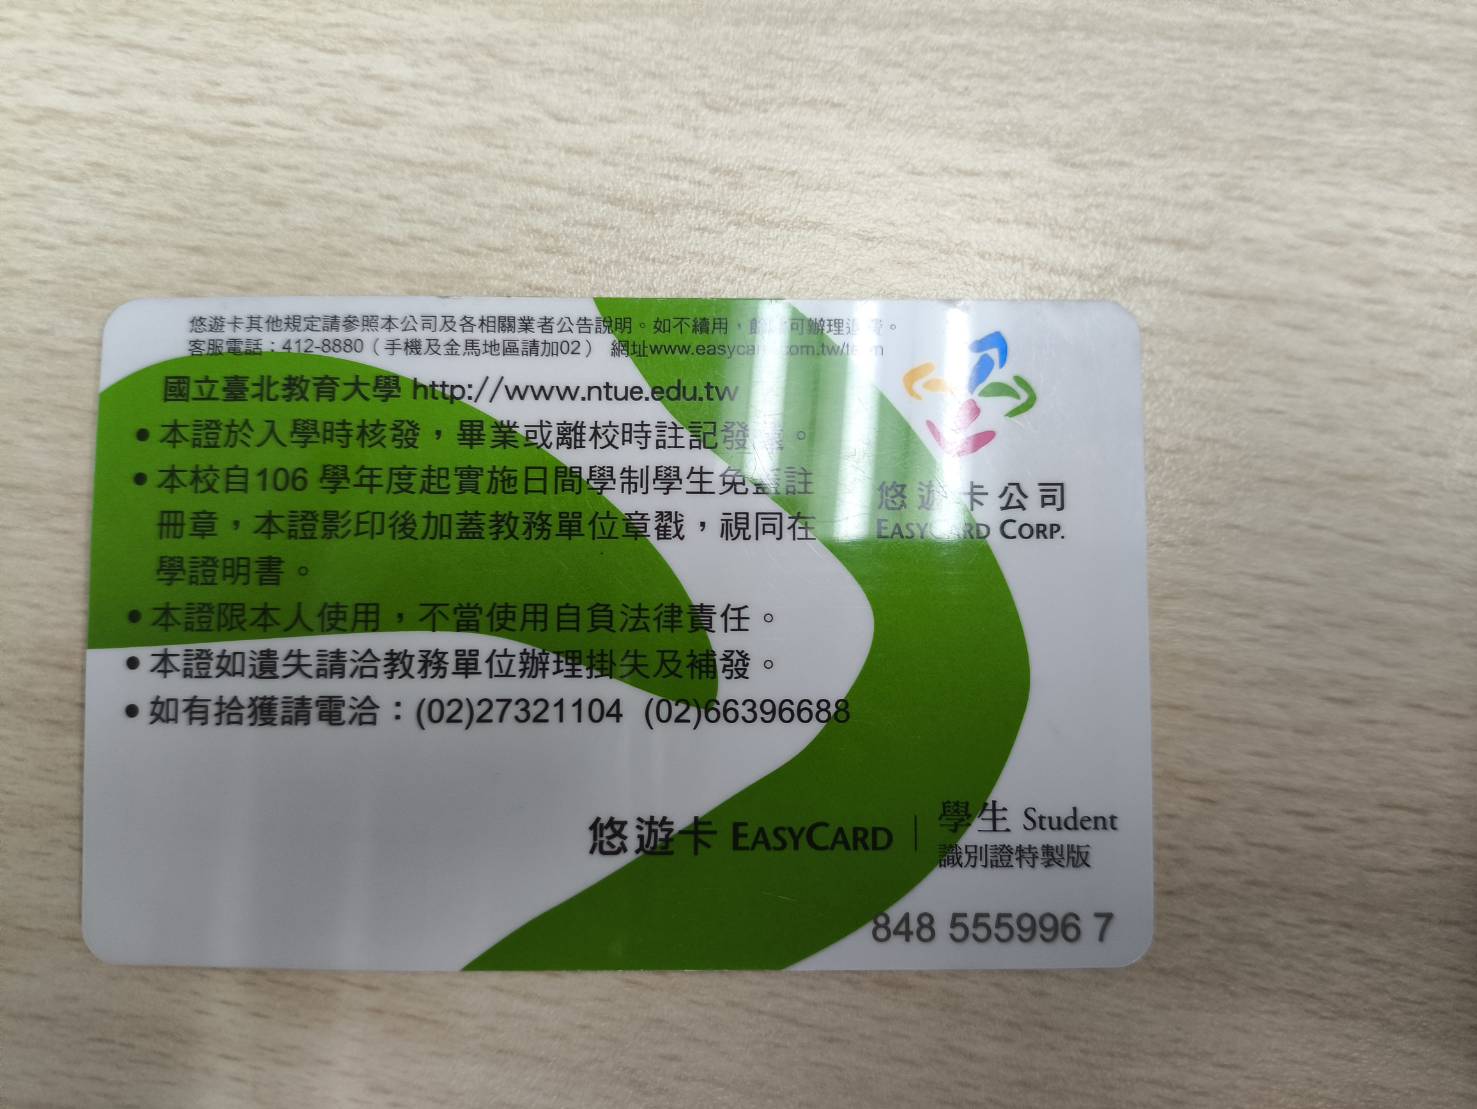 悠遊卡其他規定請參照本公司及各相關業者公告說明。如不續用，餘額可辦理退費。
客服電話：412-8880（手機及金馬地區請加02） 網址www.easycard.com.tw/
國立臺北教育大學 http://www.ntue.edu.tw
●本證於入學時核發，畢業或離校時註記發還。
●本校自106 學年度起實施日間學制學生免蓋註
冊章，本證影印後加蓋教務單位章戳，視同在
學證明書。
●本證限本人使用，不當使用自負法律責任。
●本證如遺失請洽教務單位辦理掛失及補發。
●如有拾獲請電洽：(02)27321104 (02)66396688
悠遊卡公司
EASYCARD CORP.
悠遊卡 EASYCARD | 學生 Student
識別證特製版
848 555996 7